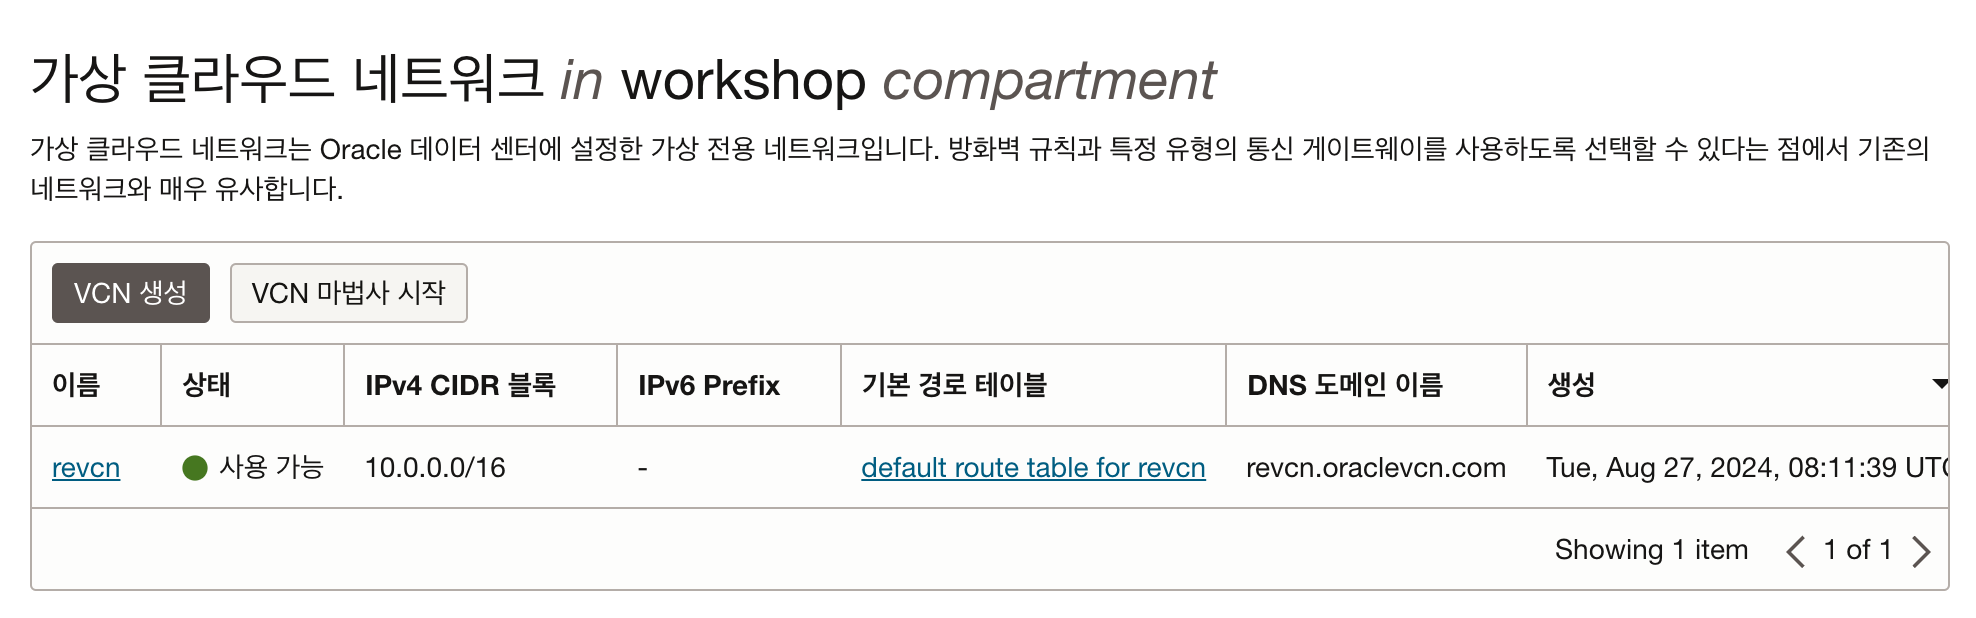 가상 클라우드 네트워크 in workshop compartment
가상 클라우드 네트워크는 Oracle 데이터 센터에 설정한 가상 전용 네트워크입니다. 방화벽 규칙과 특정 유형의 통신 게이트웨이를 사용하도록 선택할 수 있다는 점에서 기존의
네트워크와 매우 유사합니다.
VCN 생성 VCN 마법사 시작
이름 상태 IPv4 CIDR 블록 IPv6 Prefix 기본 경로 테이블 DNS 도메인 이름 생성
revcn 사용 가능 10.0.0.0/16 - default route table for revcn revcn.oraclevcn.com Tue, Aug 27, 2024, 08:11:39 UTC
Showing 1 item 1 of 1